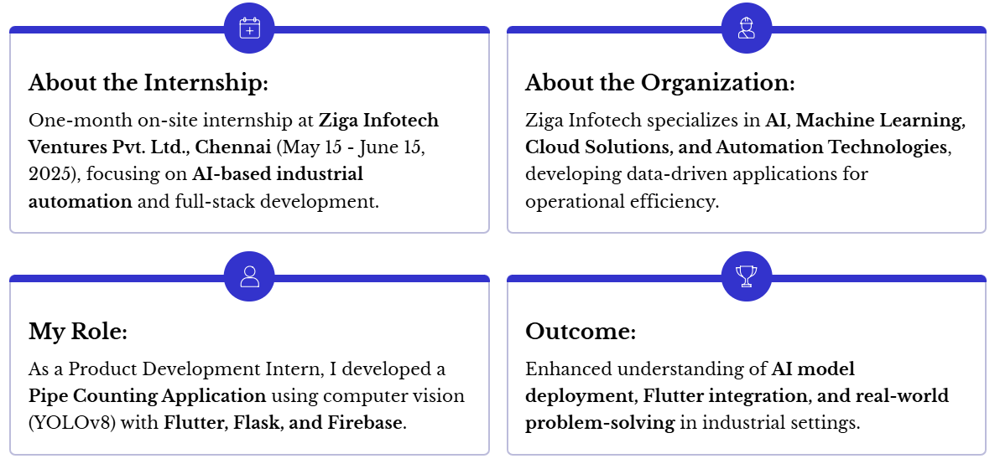 About the Internship:
One-month on-site internship at Ziga Infotech
Ventures Pvt. Ltd., Chennai (May 15 - June 15,
2025), focusing on AI-based industrial
automation and full-stack development.
About the Organization:
Ziga Infotech specializes in AI, Machine Learning,
Cloud Solutions, and Automation Technologies,
developing data-driven applications for
operational efficiency.
My Role:
As a Product Development Intern, I developed a
Pipe Counting Application using computer vision
(YOLOv8) with Flutter, Flask, and Firebase.
Outcome:
Enhanced understanding of AI model
deployment, Flutter integration, and real-world
problem-solving in industrial settings.